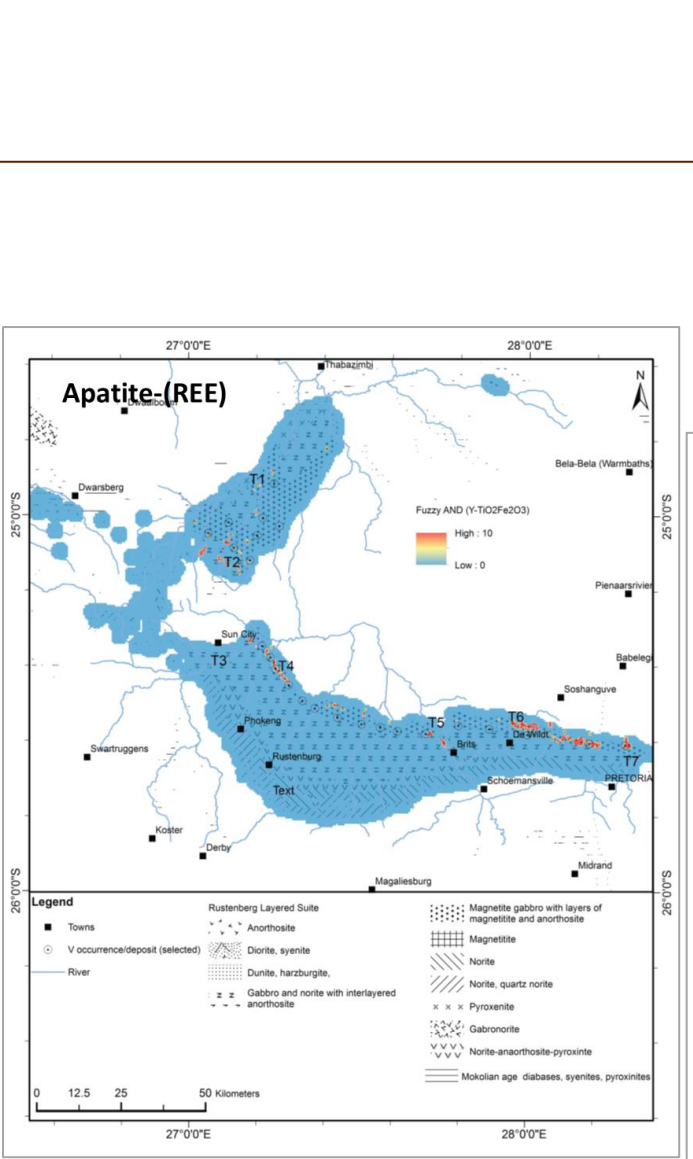 27°0'0"E 28°0'0"E
Thabazimbi
Apatite-(REE)
N
Bela-Bela (Warmbaths)
T1
Dwarsberg
Fuzzy AND (Y-TiO2Fe2O3)
25°0'0"S 25°0'0"S
High : 10
Low : 0
T2
Pienaarsrivier
Sun City
T3 T4
Babelegi
Soshanguve
T5 T6
Phokeng
De-Wildt
Swartruggens
Brits
T7
Rustenburg
Schoemansville
PRETORIA
Text
Koster
Derby
Midrand
Magaliesburg
26°0'0"S 26°0'0"S
Legend
Towns
V occurrence/deposit (selected)
River
Rustenberg Layered Suite
Anorthosite
Diorite, syenite
Dunite, harzburgite,
Gabbro and norite with interlayered
anorthosite
Magnetite gabbro with layers of
magnetitite and anorthosite
Magnetitite
Norite
Norite, quartz norite
Pyroxenite
Gabronorite
Norite-anaorthosite-pyroxinte
Mokolian age diabases, syenites, pyroxinites
0 12.5 25 50 Kilometers
27°0'0"E 28°0'0"E